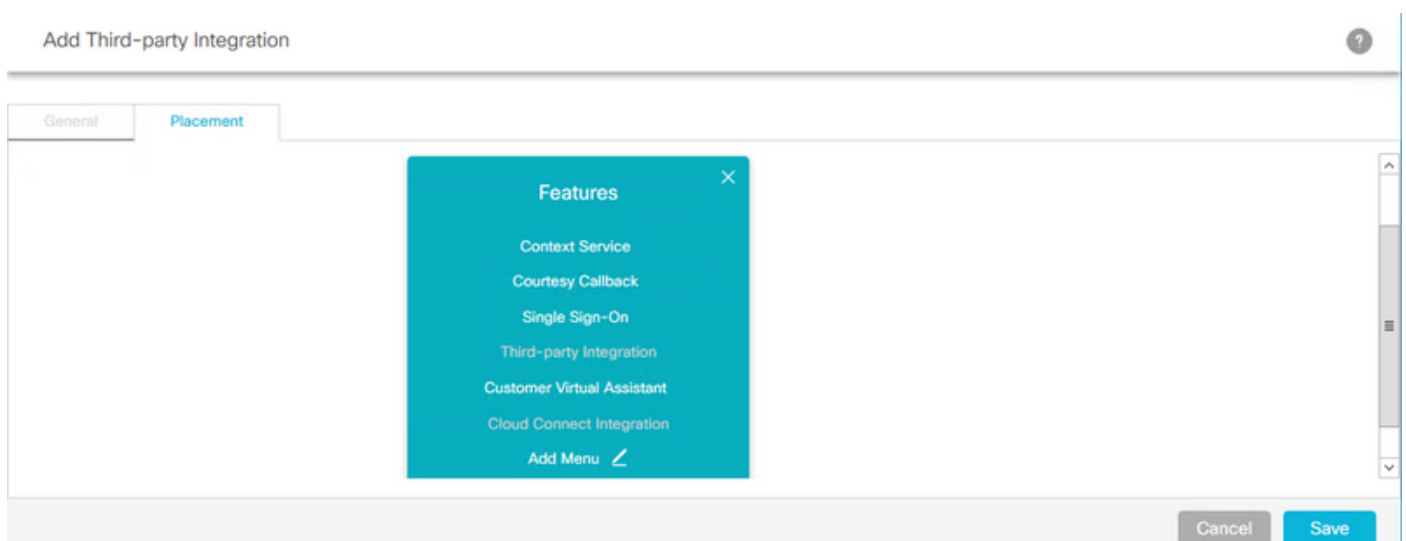 Add Third-party Integration
?
General
Placement
Features
Context Service
Courtesy Callback
Single Sign-On
Third-party Integration
Customer Virtual Assistant
Cloud Connect Integration
Add Menu
Cancel
Save